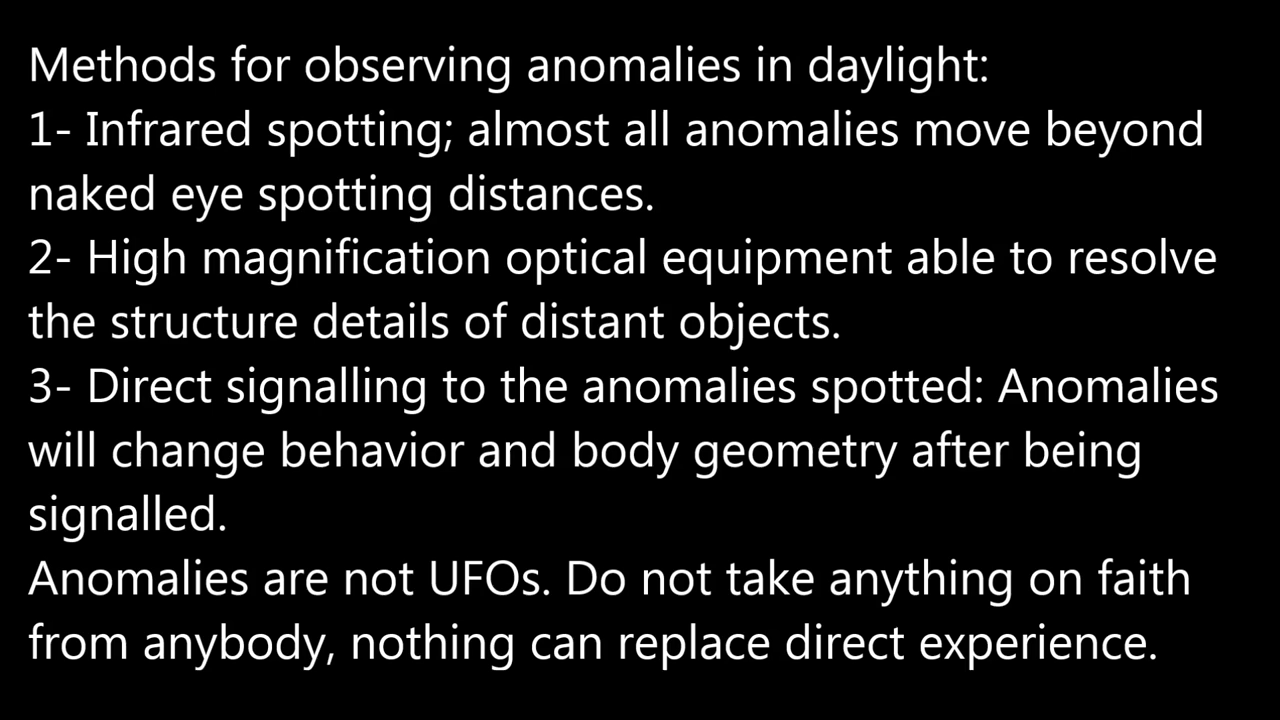 Methods for observing anomalies in daylight:
1- Infrared spotting; almost all anomalies move beyond
naked eye spotting distances.
2- High magnification optical equipment able to resolve
the structure details of distant objects.
3- Direct signalling to the anomalies spotted: Anomalies
will change behavior and body geometry after being
signalled.
Anomalies are not UFOs. Do not take anything on faith
from anybody, nothing can replace direct experience.